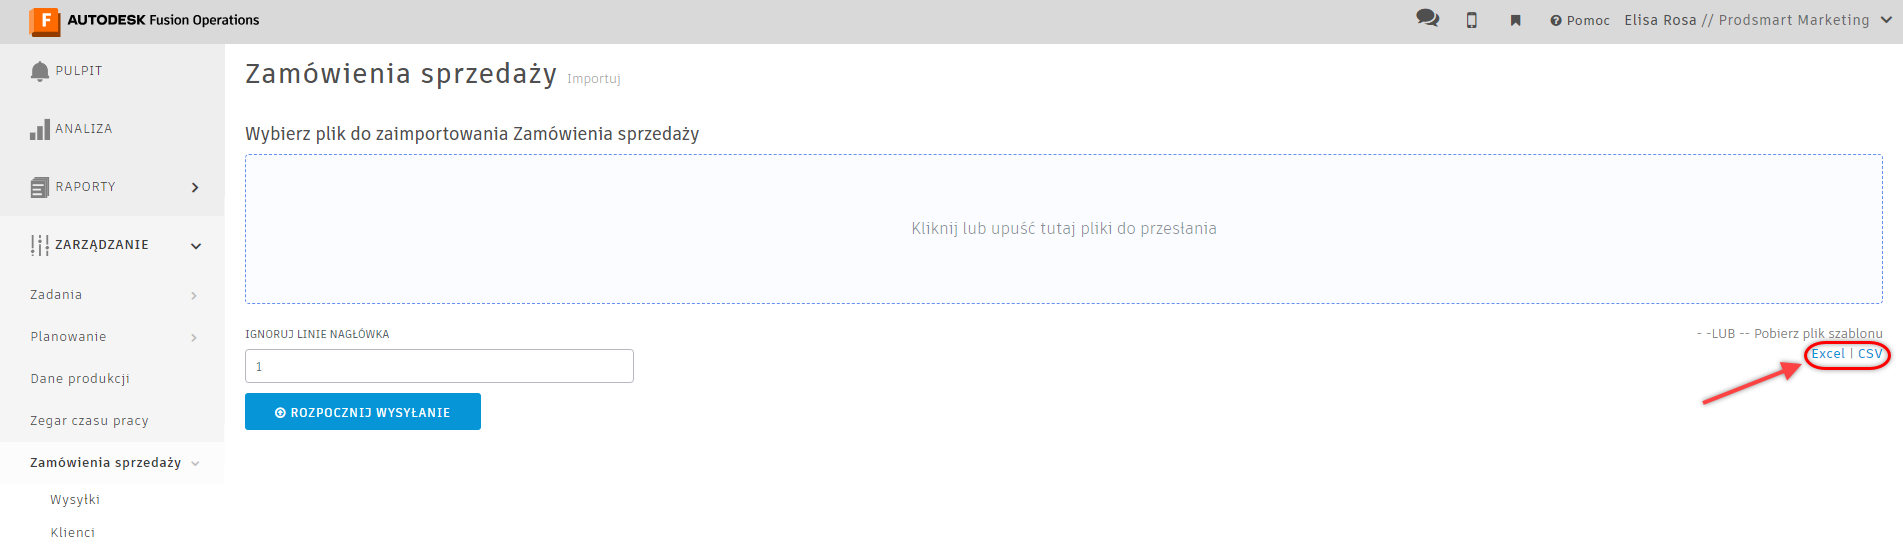 F AUTODESK Fusion Operations
Pomoc Elisa Rosa // Prodsmart Marketing
PULPIT
ANALIZA
RAPORTY
ZARZĄDZANIE
Zadania
Planowanie
Dane produkcji
Zegar czasu pracy
Zamówienia sprzedaży
Wysyłki
Klienci
Zamówienia sprzedaży Importuj
Wybierz plik do zaimportowania Zamówienia sprzedaży
Kliknij lub upuść tutaj pliki do przesłania
IGNORUJ LINIE NAGŁÓWKA
1
ROZPOCZNIJ WYSYŁANIE
- -LUB -- Pobierz plik szablonu
Excel | CSV